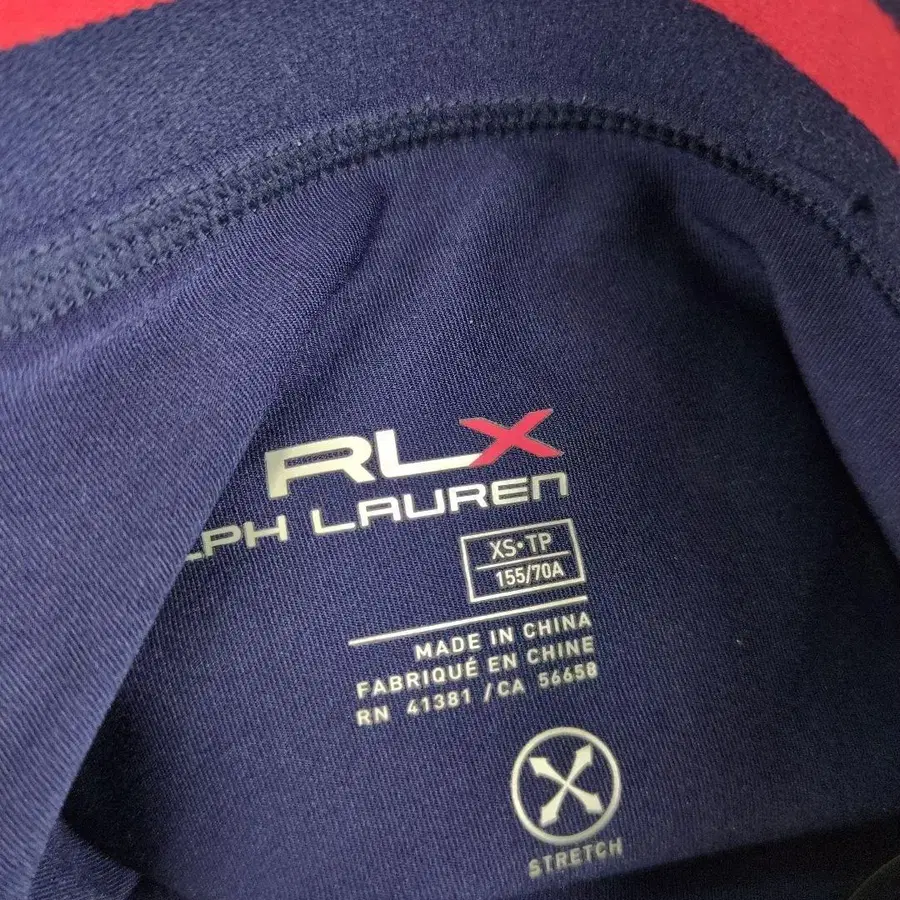 RLX
LPH LAUREN
XS•TP
155/70A
MADE IN CHINA
FABRIQUÉ EN CHINE
RN 41381 / CA 56658
STRETCH